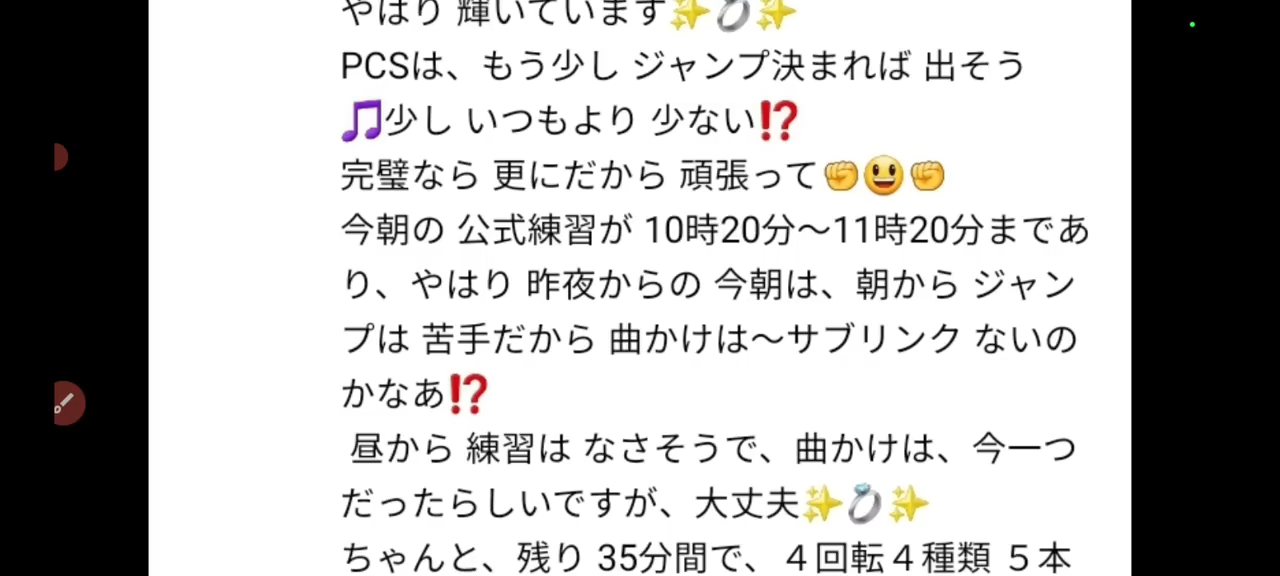 やはり 輝いています✨💍✨
PCSは、もう少し ジャンプ決まれば 出そう
🎵少し いつもより 少ない⁉️
完璧なら 更にだから 頑張って✊😃✊
今朝の 公式練習が 10時20分〜11時20分まであ
り、やはり 昨夜からの 今朝は、朝から ジャン
プは 苦手だから 曲かけは〜サブリンク ないの
かなあ⁉️
昼から 練習は なさそうで、曲かけは、今一つ
だったらしいですが、大丈夫✨💍✨
ちゃんと、残り 35分間で、４回転４種類 ５本